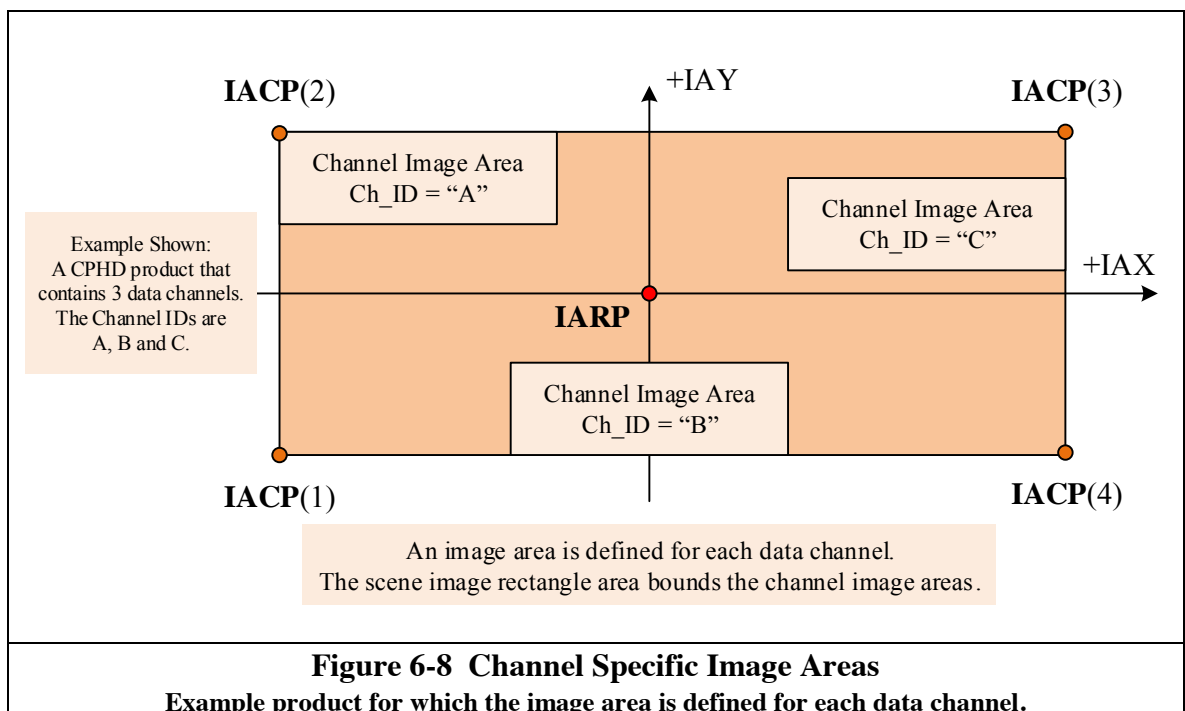 +IAY
IACP(2)
IACP(3)
Channel Image Area
Ch_ID = “A”
Channel Image Area
Ch_ID = “C”
Example Shown:
A CPHD product that
contains 3 data channels.
The Channel IDs are
A, B and C.
+IAX
IARP
Channel Image Area
Ch_ID = “B”
IACP(1)
IACP(4)
An image area is defined for each data channel.
The scene image rectangle area bounds the channel image areas.
Figure 6-8 Channel Specific Image Areas
Example product for which the image area is defined for each data channel.